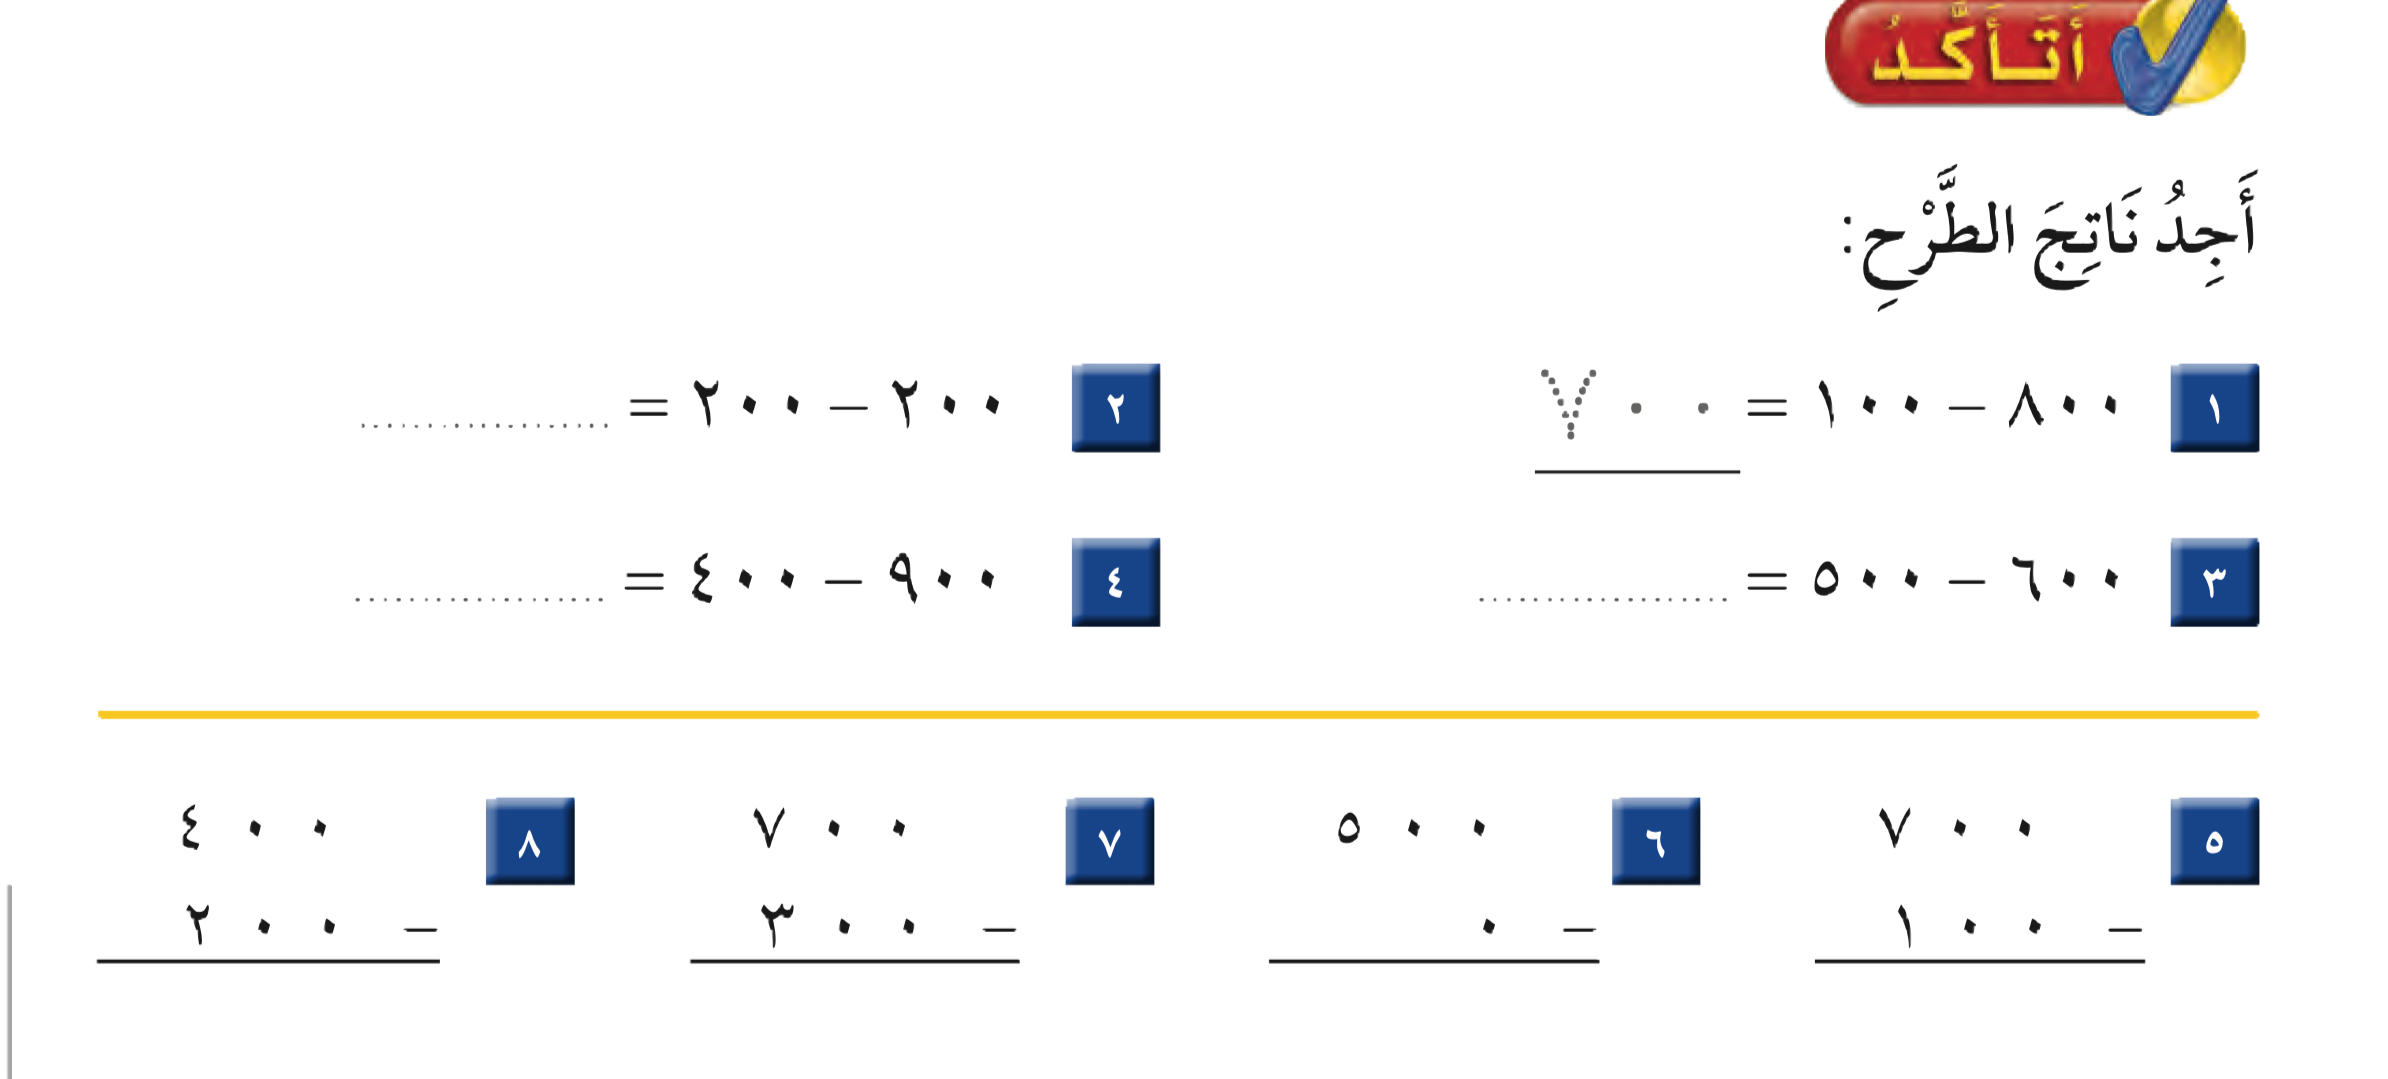 أَتَأَكَّدُ
أَجِدُ نَاتِجَ الطَّرْحِ:
١ ٨٠٠ – ١٠٠ = ٧٠٠
٢ ٢٠٠ – ٢٠٠ = ...................
٣ ٦٠٠ – ٥٠٠ = ...................
٤ ٩٠٠ – ٤٠٠ = ...................
٥ ٧٠٠
– ١٠٠
٦ ٥٠٠
– ٠
٧ ٧٠٠
– ٣٠٠
٨ ٤٠٠
– ٢٠٠